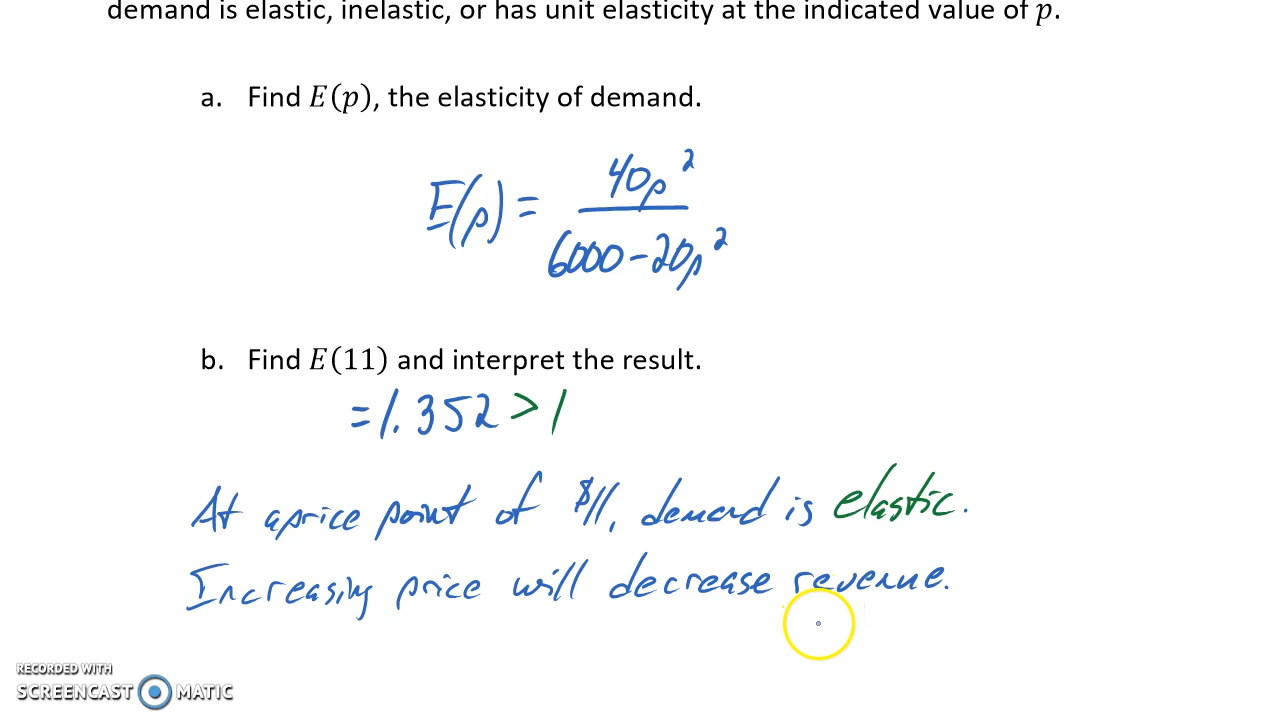 demand is elastic, inelastic, or has unit elasticity at the indicated value of p.
a. Find E(p), the elasticity of demand.
E(p) = 40p² / 6000-20p²
b. Find E(11) and interpret the result.
= 1.352 > 1
At a price point of $11, demand is elastic.
Increasing price will decrease revenue.
RECORDED WITH
SCREENCAST MATIC